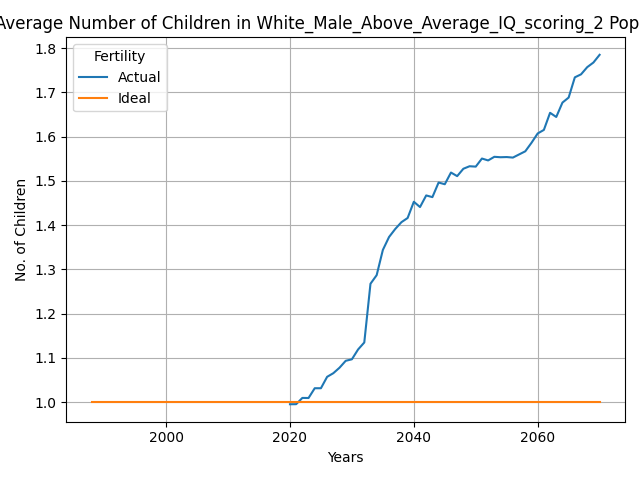 Average Number of Children in White_Male_Above_Average_IQ_scoring_2 Pop
Fertility
Actual
Ideal
1.8
1.7
1.6
1.5
1.4
1.3
1.2
1.1
1.0
No. of Children
2000
2020
2040
2060
Years